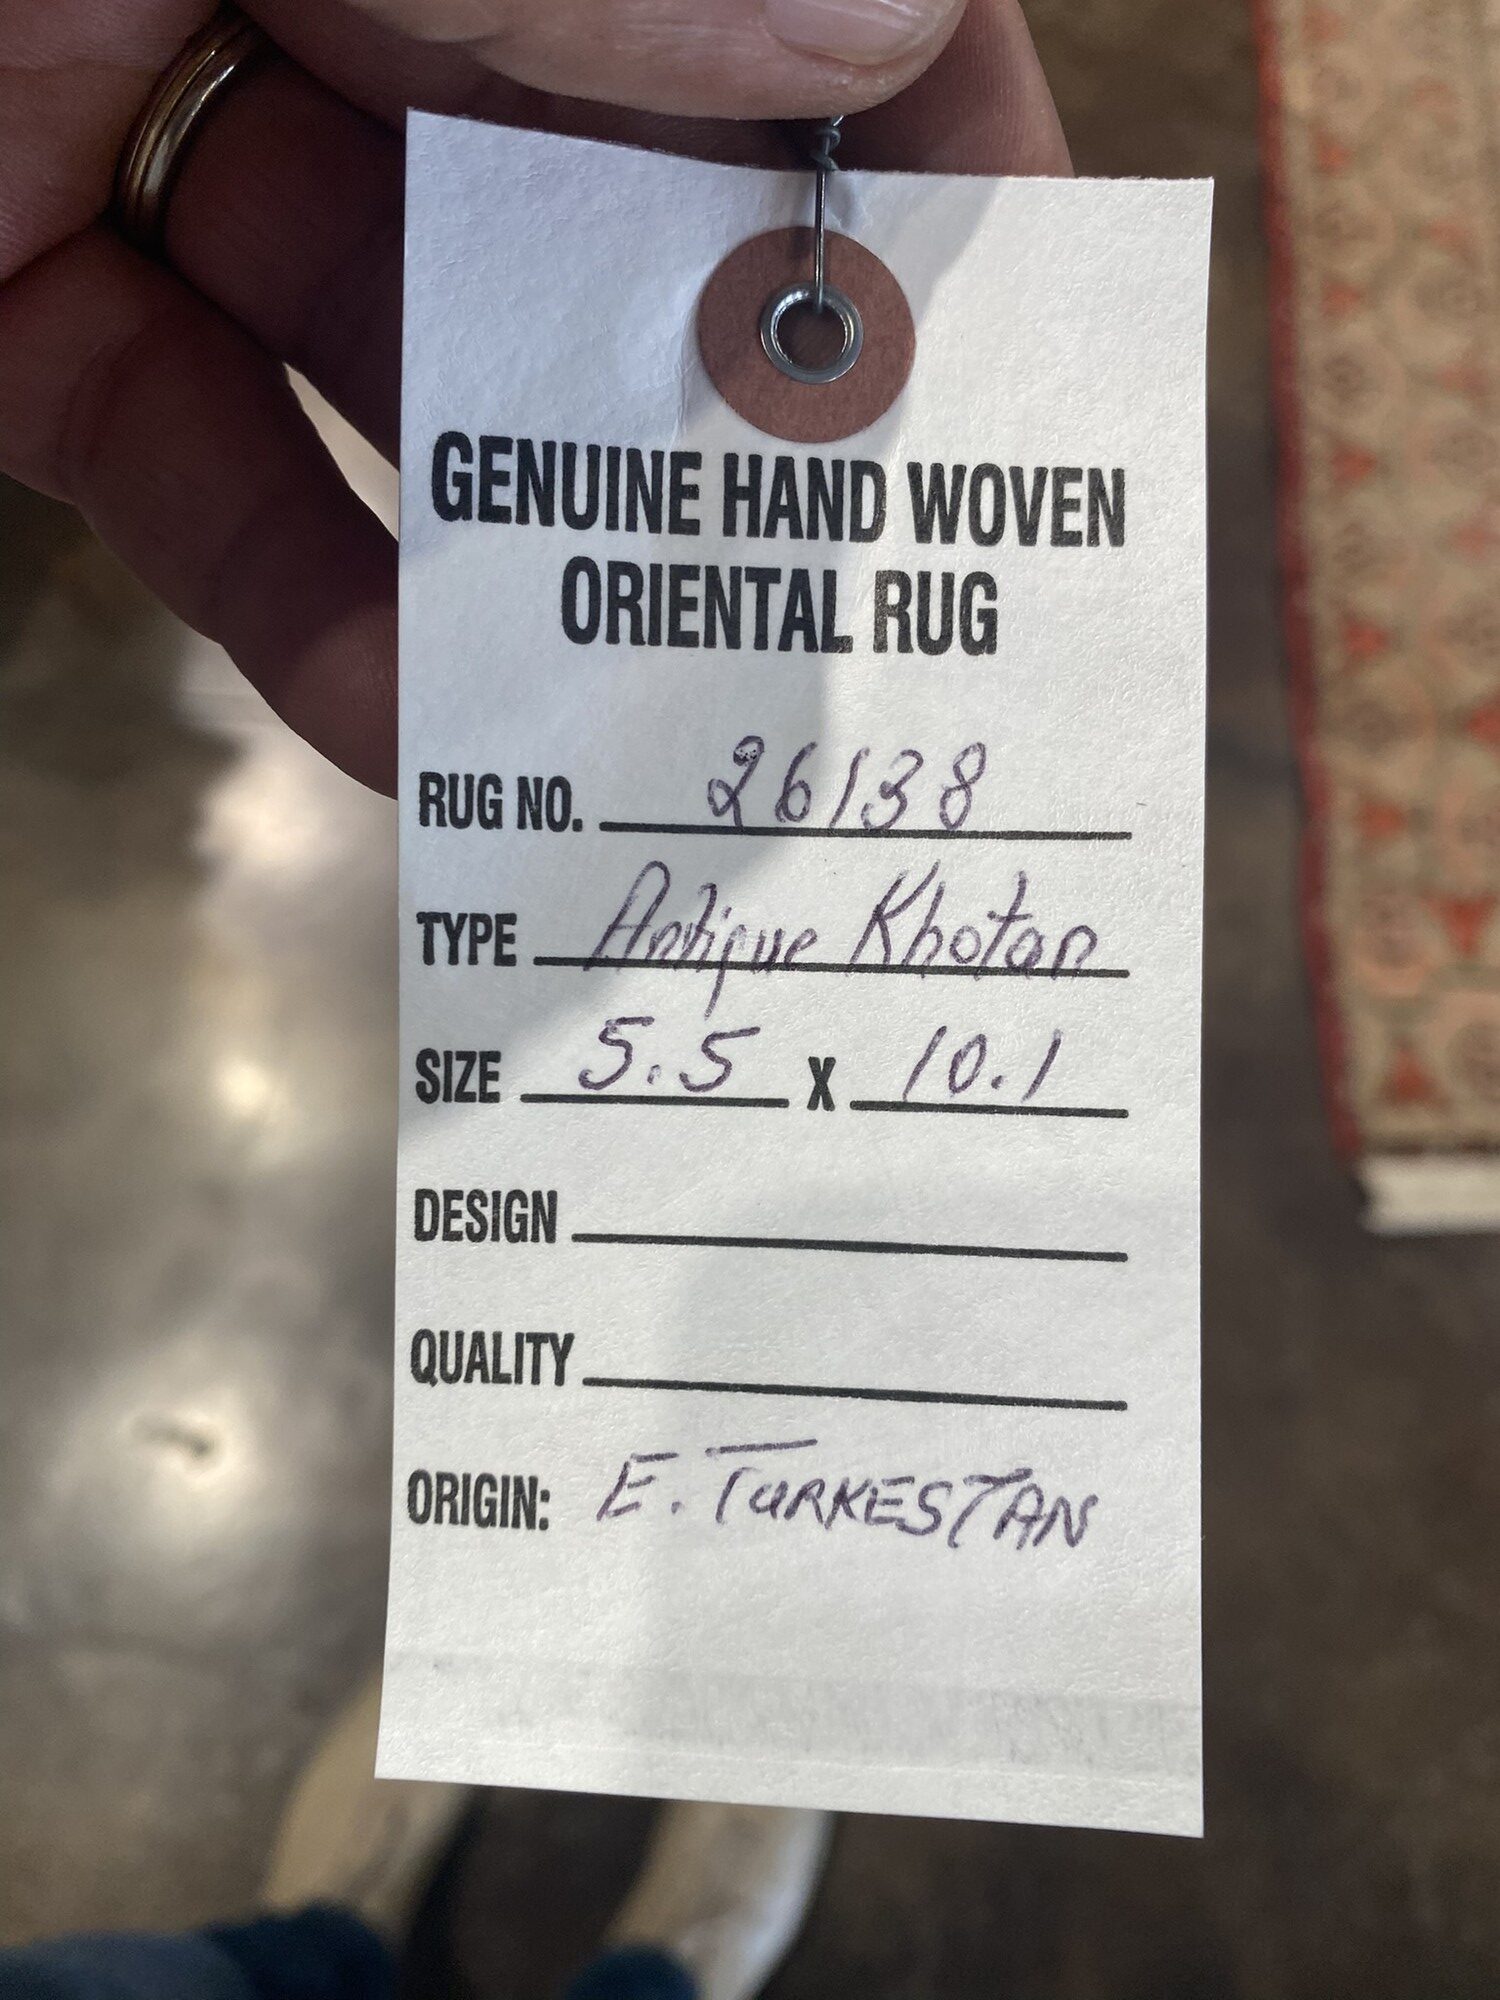 GENUINE HAND WOVEN
ORIENTAL RUG
RUG NO. 26138
TYPE Antique Khotan
SIZE 5.5 X 10.1
DESIGN
QUALITY
ORIGIN: E. TURKESTAN